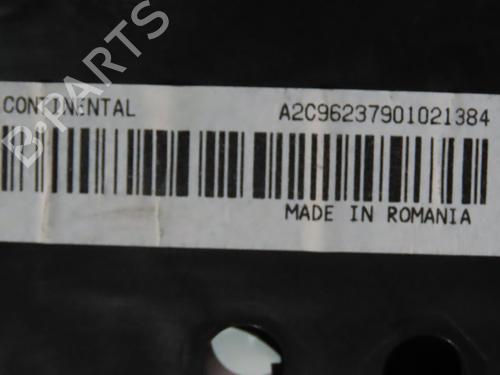 CONTINENTAL A2C96237901021384
MADE IN ROMANIA
B-PARTS